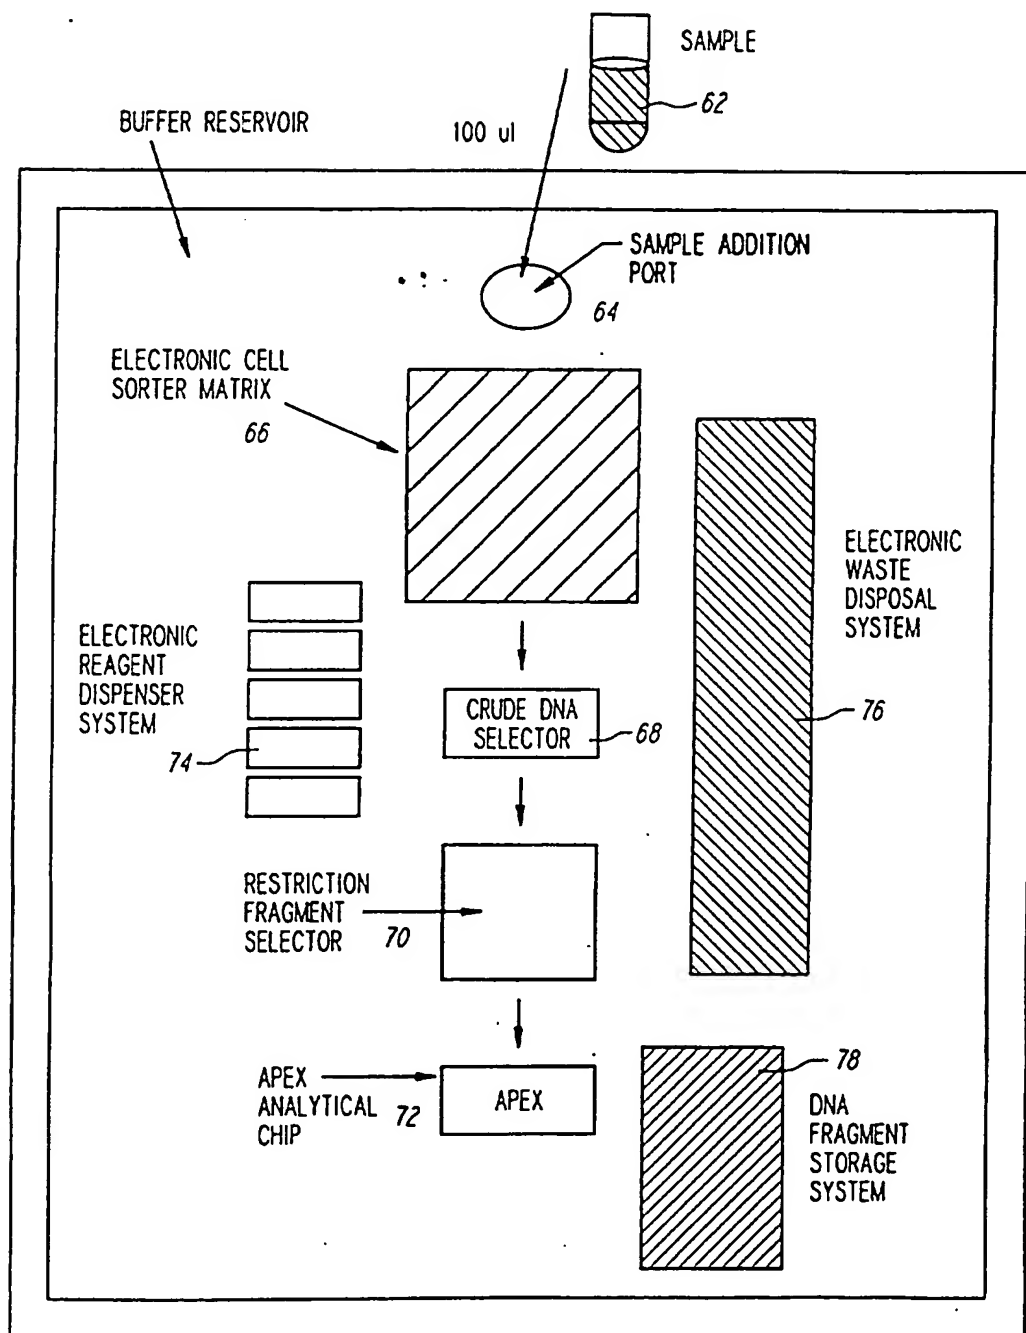 SAMPLE
62
BUFFER RESERVOIR
100 ul
SAMPLE ADDITION
PORT
64
ELECTRONIC CELL
SORTER MATRIX
66
ELECTRONIC
WASTE
DISPOSAL
SYSTEM
76
ELECTRONIC
REAGENT
DISPENSER
SYSTEM
74
CRUDE DNA
SELECTOR
68
RESTRICTION
FRAGMENT
SELECTOR
70
APEX
ANALYTICAL
CHIP
72
APEX
78
DNA
FRAGMENT
STORAGE
SYSTEM